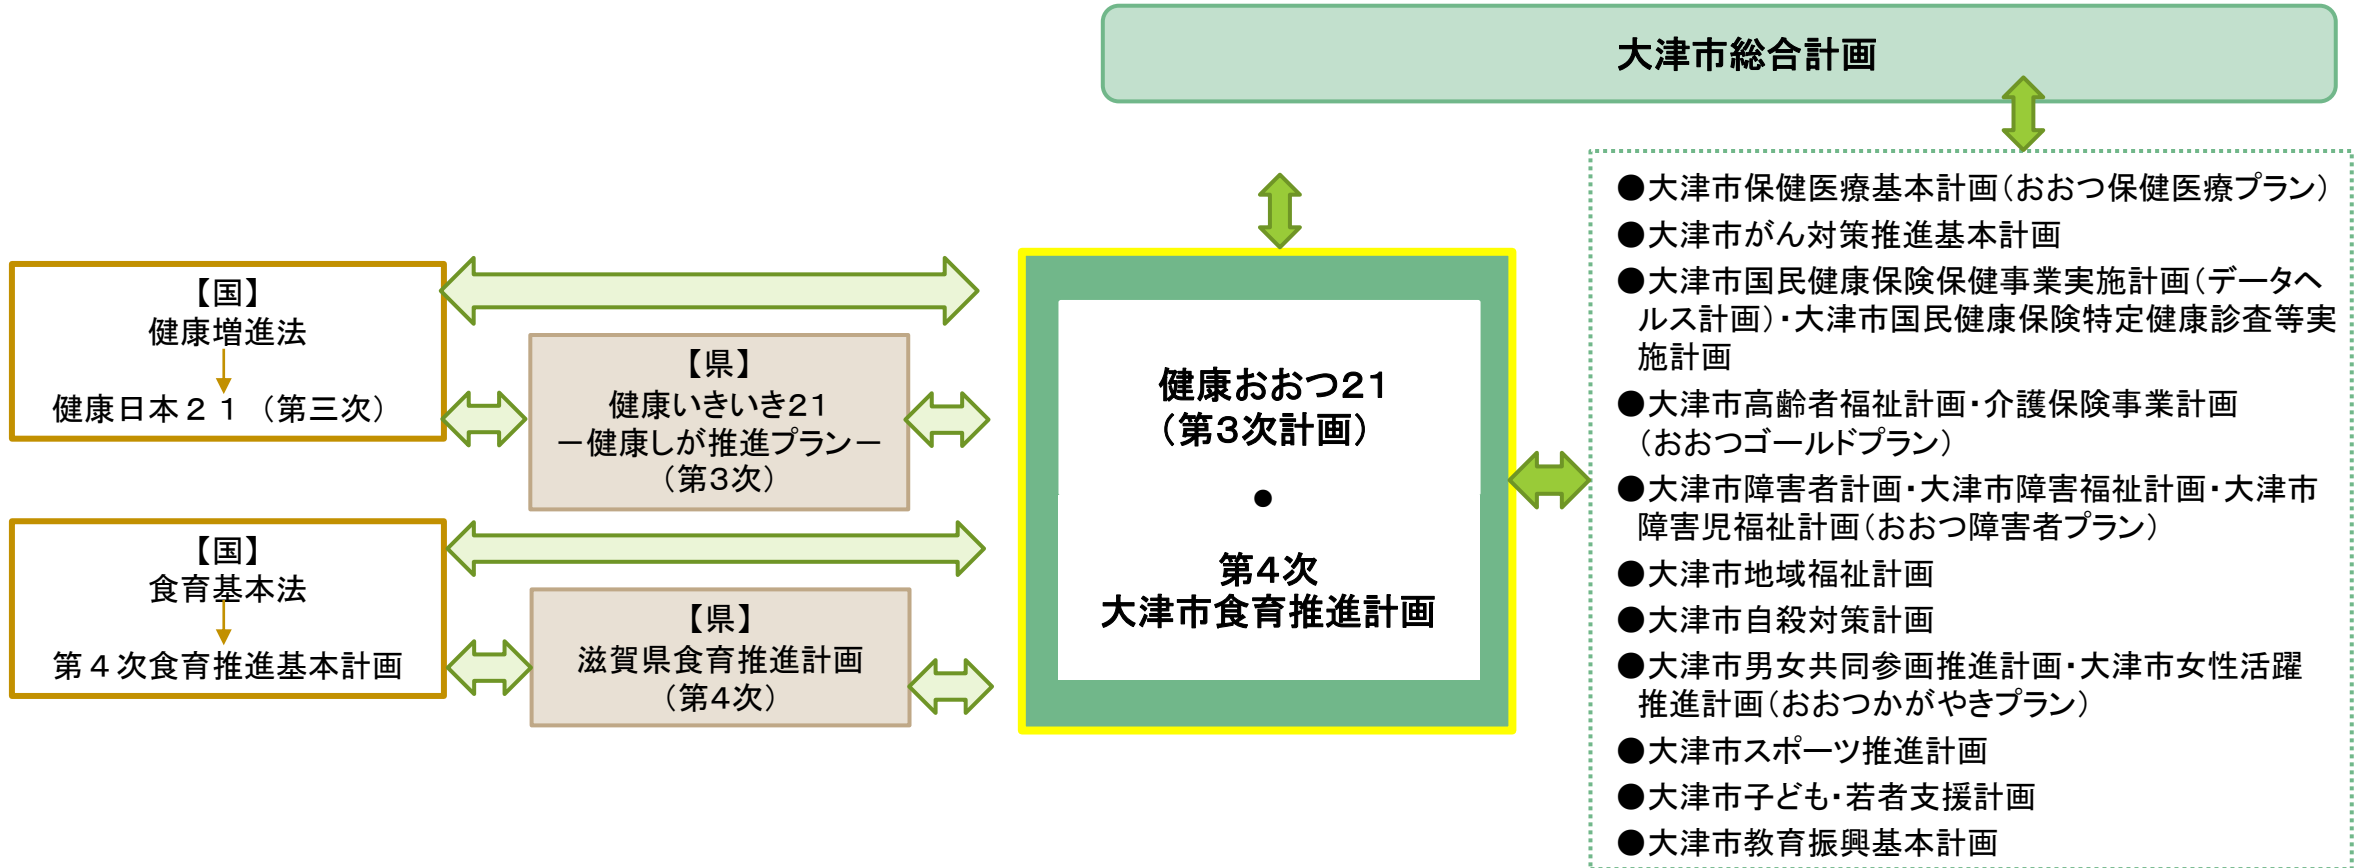 大津市総合計画
【国】
健康増進法
健康日本２１（第三次）
【県】
健康いきいき21
－健康しが推進プラン－
（第3次）
【国】
食育基本法
第４次食育推進基本計画
【県】
滋賀県食育推進計画
（第4次）
健康おおつ21
（第3次計画）
●
第4次
大津市食育推進計画
●大津市保健医療基本計画（おおつ保健医療プラン）
●大津市がん対策推進基本計画
●大津市国民健康保険保健事業実施計画（データヘ
ルス計画）・大津市国民健康保険特定健康診査等実
施計画
●大津市高齢者福祉計画・介護保険事業計画
（おおつゴールドプラン）
●大津市障害者計画・大津市障害福祉計画・大津市
障害児福祉計画（おおつ障害者プラン）
●大津市地域福祉計画
●大津市自殺対策計画
●大津市男女共同参画推進計画・大津市女性活躍
推進計画（おおつかがやきプラン）
●大津市スポーツ推進計画
●大津市子ども・若者支援計画
●大津市教育振興基本計画